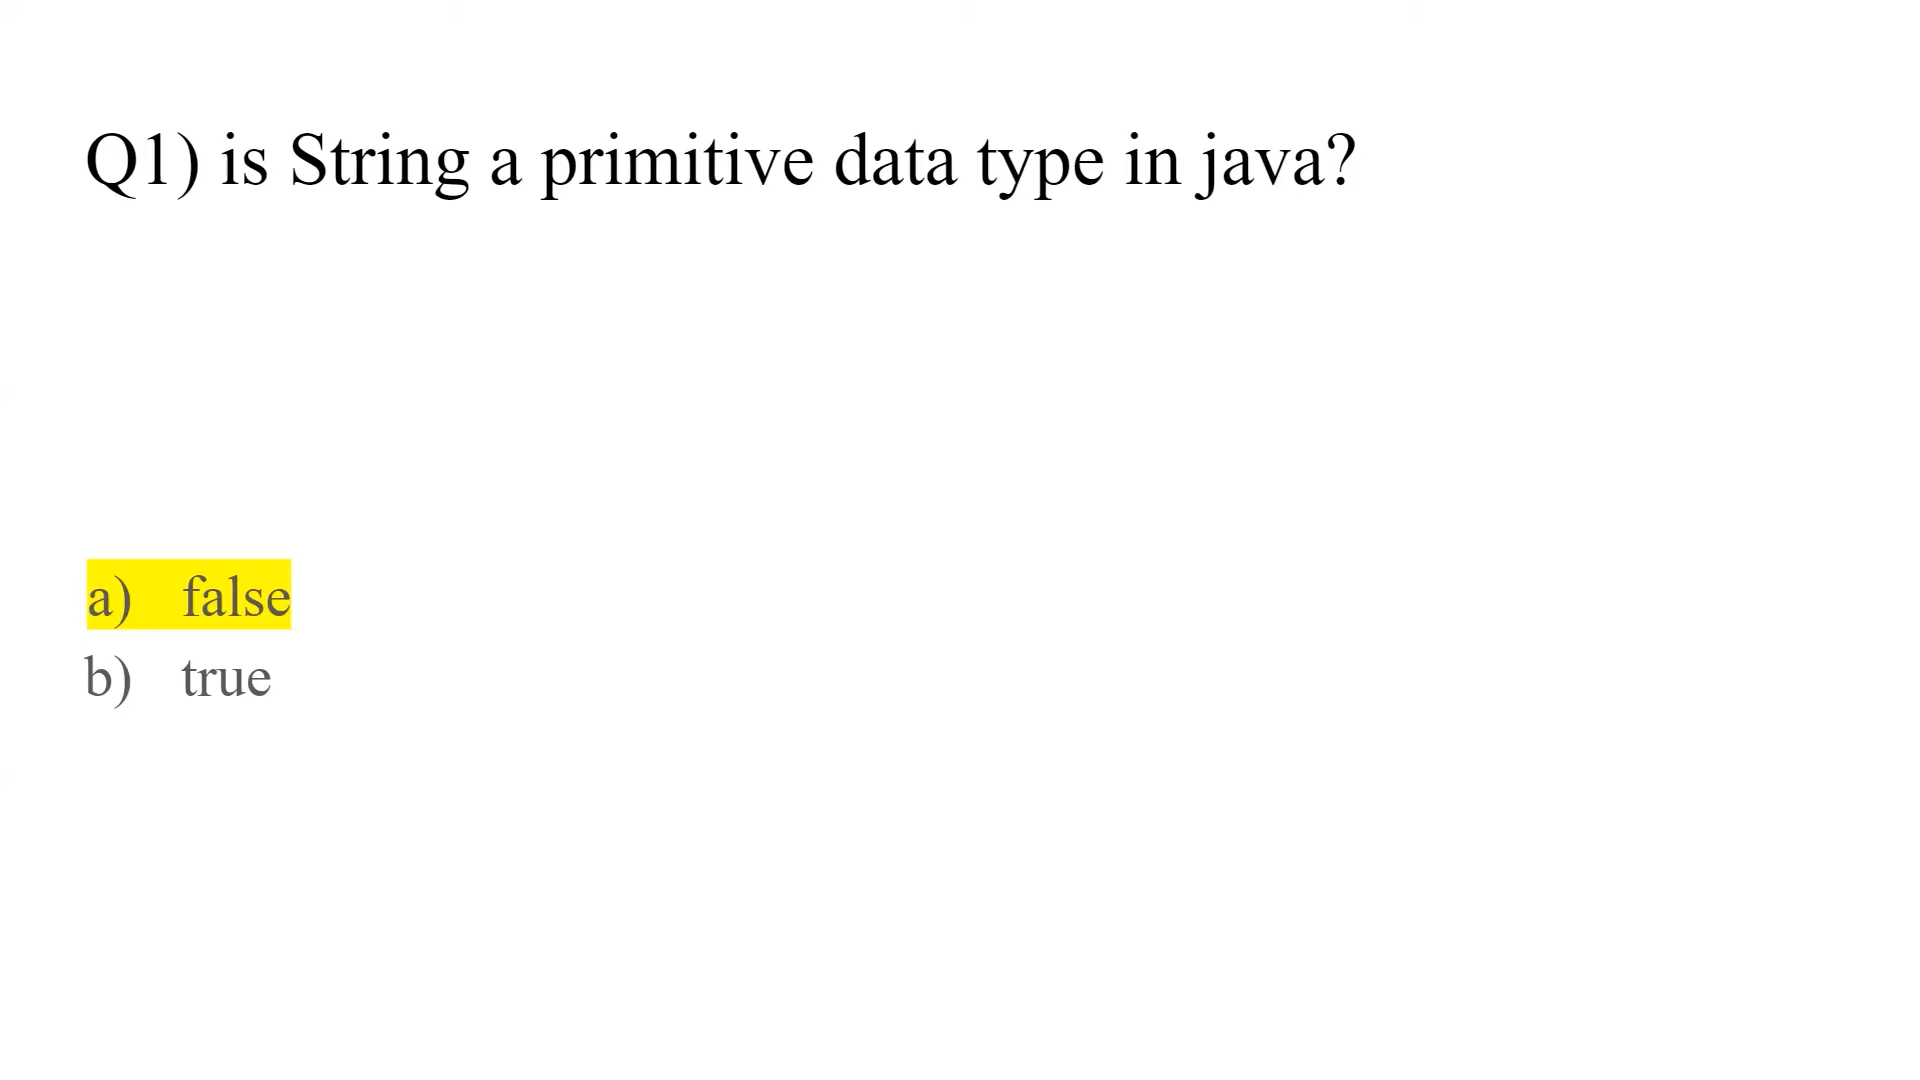 Q1) is String a primitive data type in java?
a) false
b) true